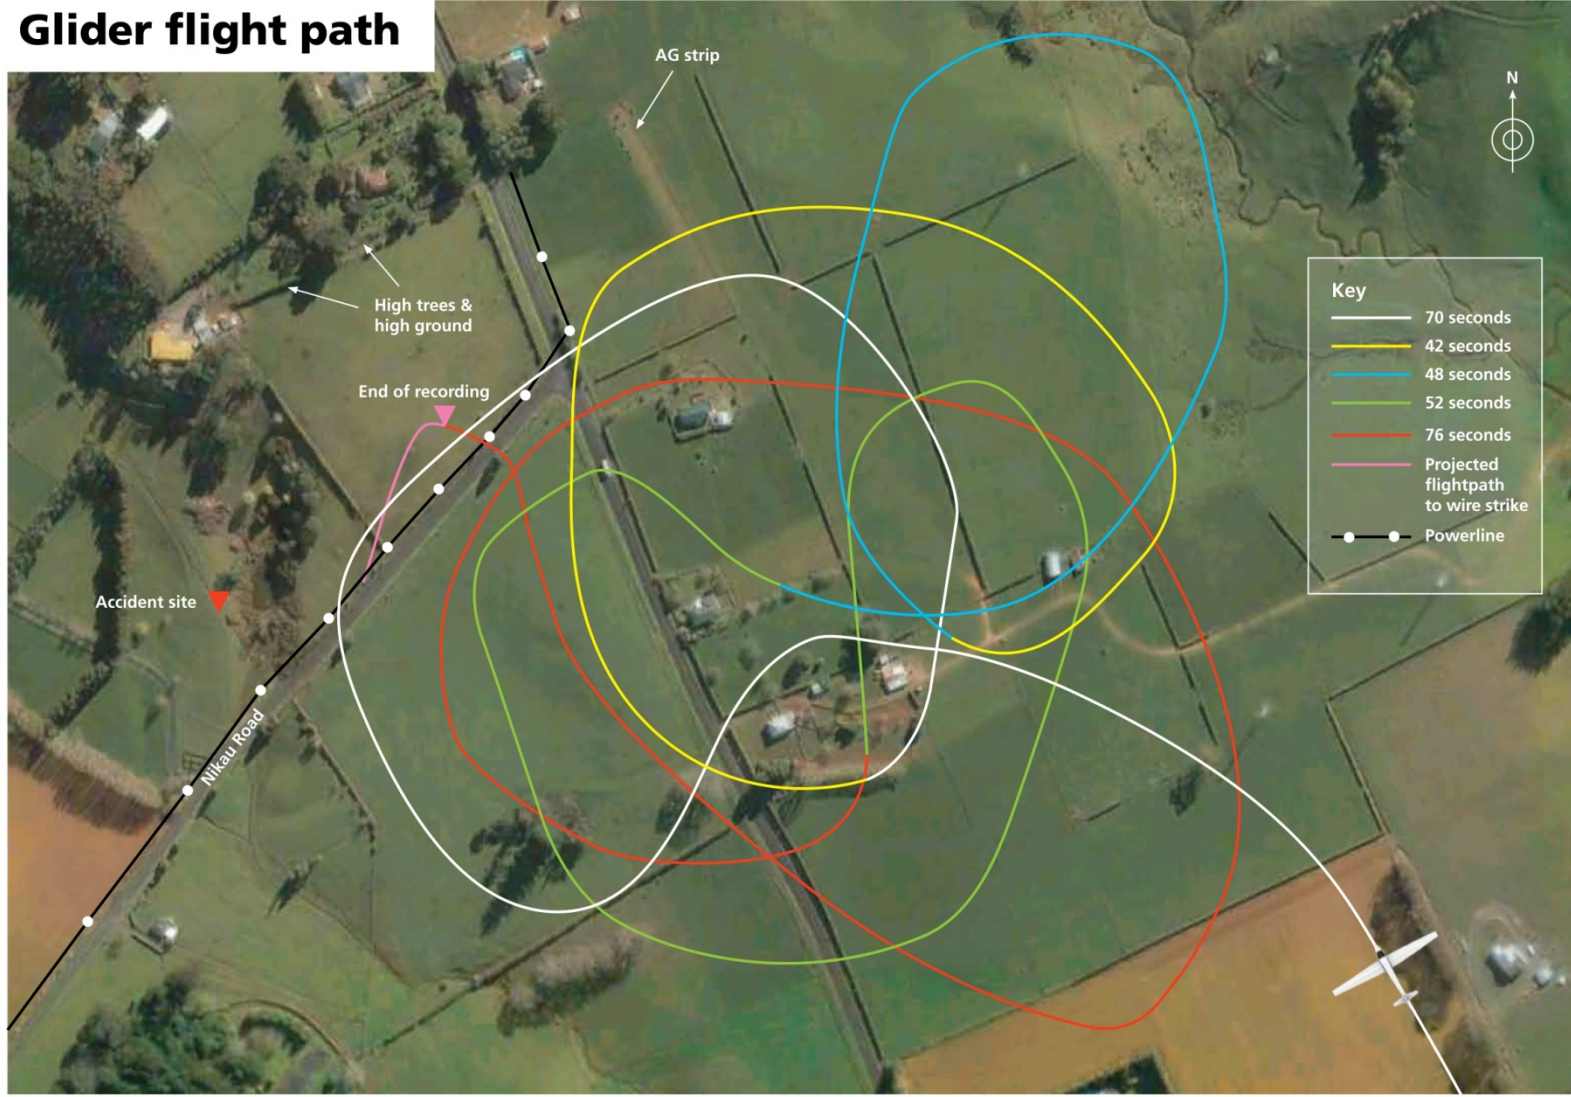 Glider flight path
AG strip
N
High trees &
high ground
End of recording
Accident site
Nikau Road
Key
70 seconds
42 seconds
48 seconds
52 seconds
76 seconds
Projected
flightpath
to wire strike
Powerline